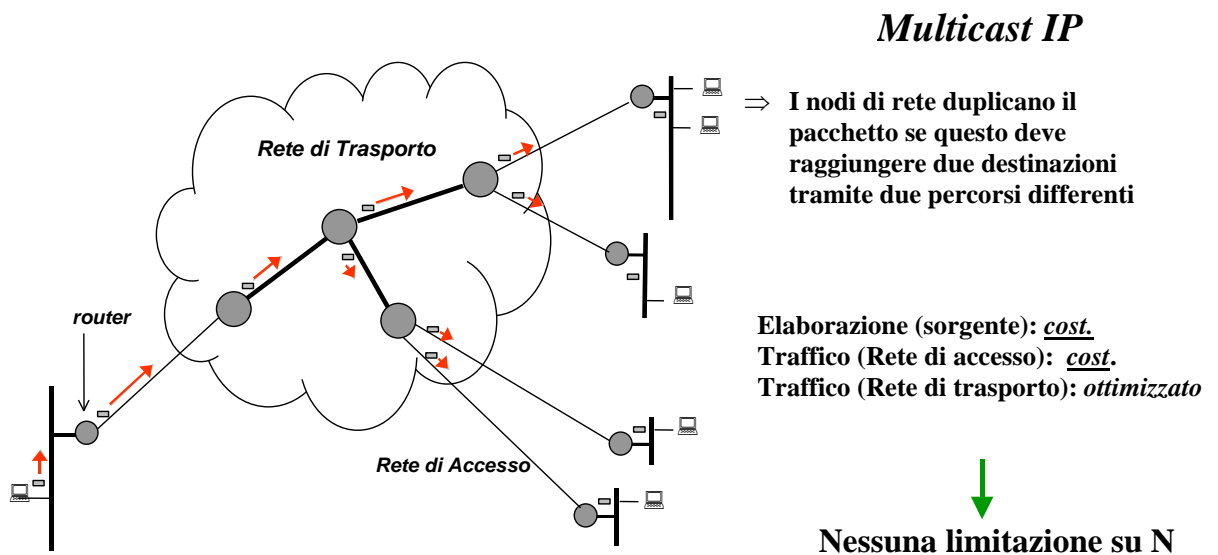 Multicast IP
Rete di Trasporto
⇒ I nodi di rete duplicano il
pacchetto se questo deve
raggiungere due destinazioni
tramite due percorsi differenti
router
Elaborazione (sorgente): cost.
Traffico (Rete di accesso): cost.
Traffico (Rete di trasporto): ottimizzato
Rete di Accesso
Nessuna limitazione su N